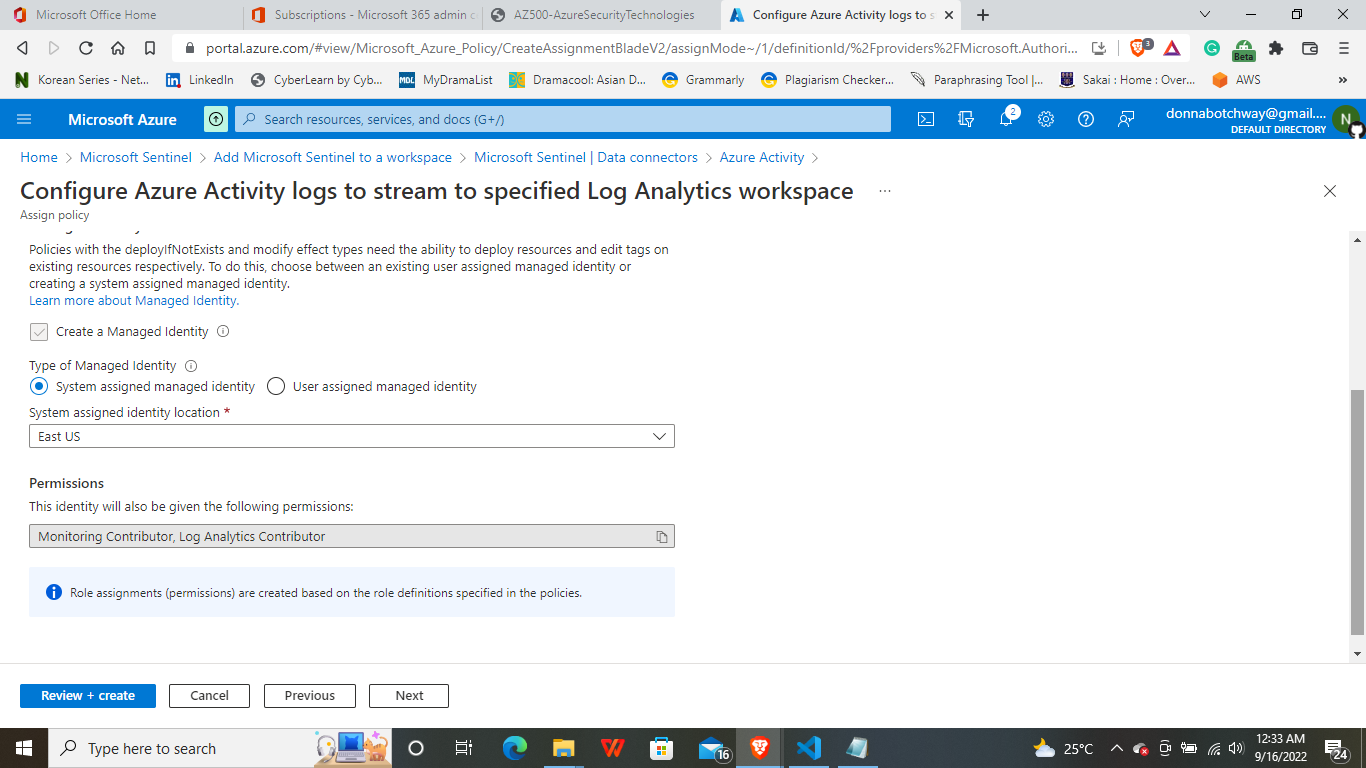 Microsoft Office Home
Subscriptions - Microsoft 365 admin c
AZ500-AzureSecurityTechnologies
Configure Azure Activity logs to s
portal.azure.com/#view/Microsoft_Azure_Policy/CreateAssignmentBladeV2/assignMode~/1/definitionId/%2Fproviders%2FMicrosoft.Authori...
3
Beta
Korean Series - Net...
LinkedIn
CyberLearn by Cyb...
MDL
MyDramaList
Dramacool: Asian D...
Grammarly
Plagiarism Checker...
Paraphrasing Tool |...
Sakai : Home : Over...
AWS
Microsoft Azure
Search resources, services, and docs (G+/)
2
donnabotchway@gmail....
DEFAULT DIRECTORY
N
Home > Microsoft Sentinel > Add Microsoft Sentinel to a workspace > Microsoft Sentinel | Data connectors > Azure Activity >
Configure Azure Activity logs to stream to specified Log Analytics workspace ...
Assign policy
Policies with the deployIfNotExists and modify effect types need the ability to deploy resources and edit tags on
existing resources respectively. To do this, choose between an existing user assigned managed identity or
creating a system assigned managed identity.
Learn more about Managed Identity.
Create a Managed Identity
Type of Managed Identity
System assigned managed identity
User assigned managed identity
System assigned identity location *
East US
Permissions
This identity will also be given the following permissions:
Monitoring Contributor, Log Analytics Contributor
Role assignments (permissions) are created based on the role definitions specified in the policies.
Review + create
Cancel
Previous
Next
Type here to search
16
25°C
12:33 AM
9/16/2022
24